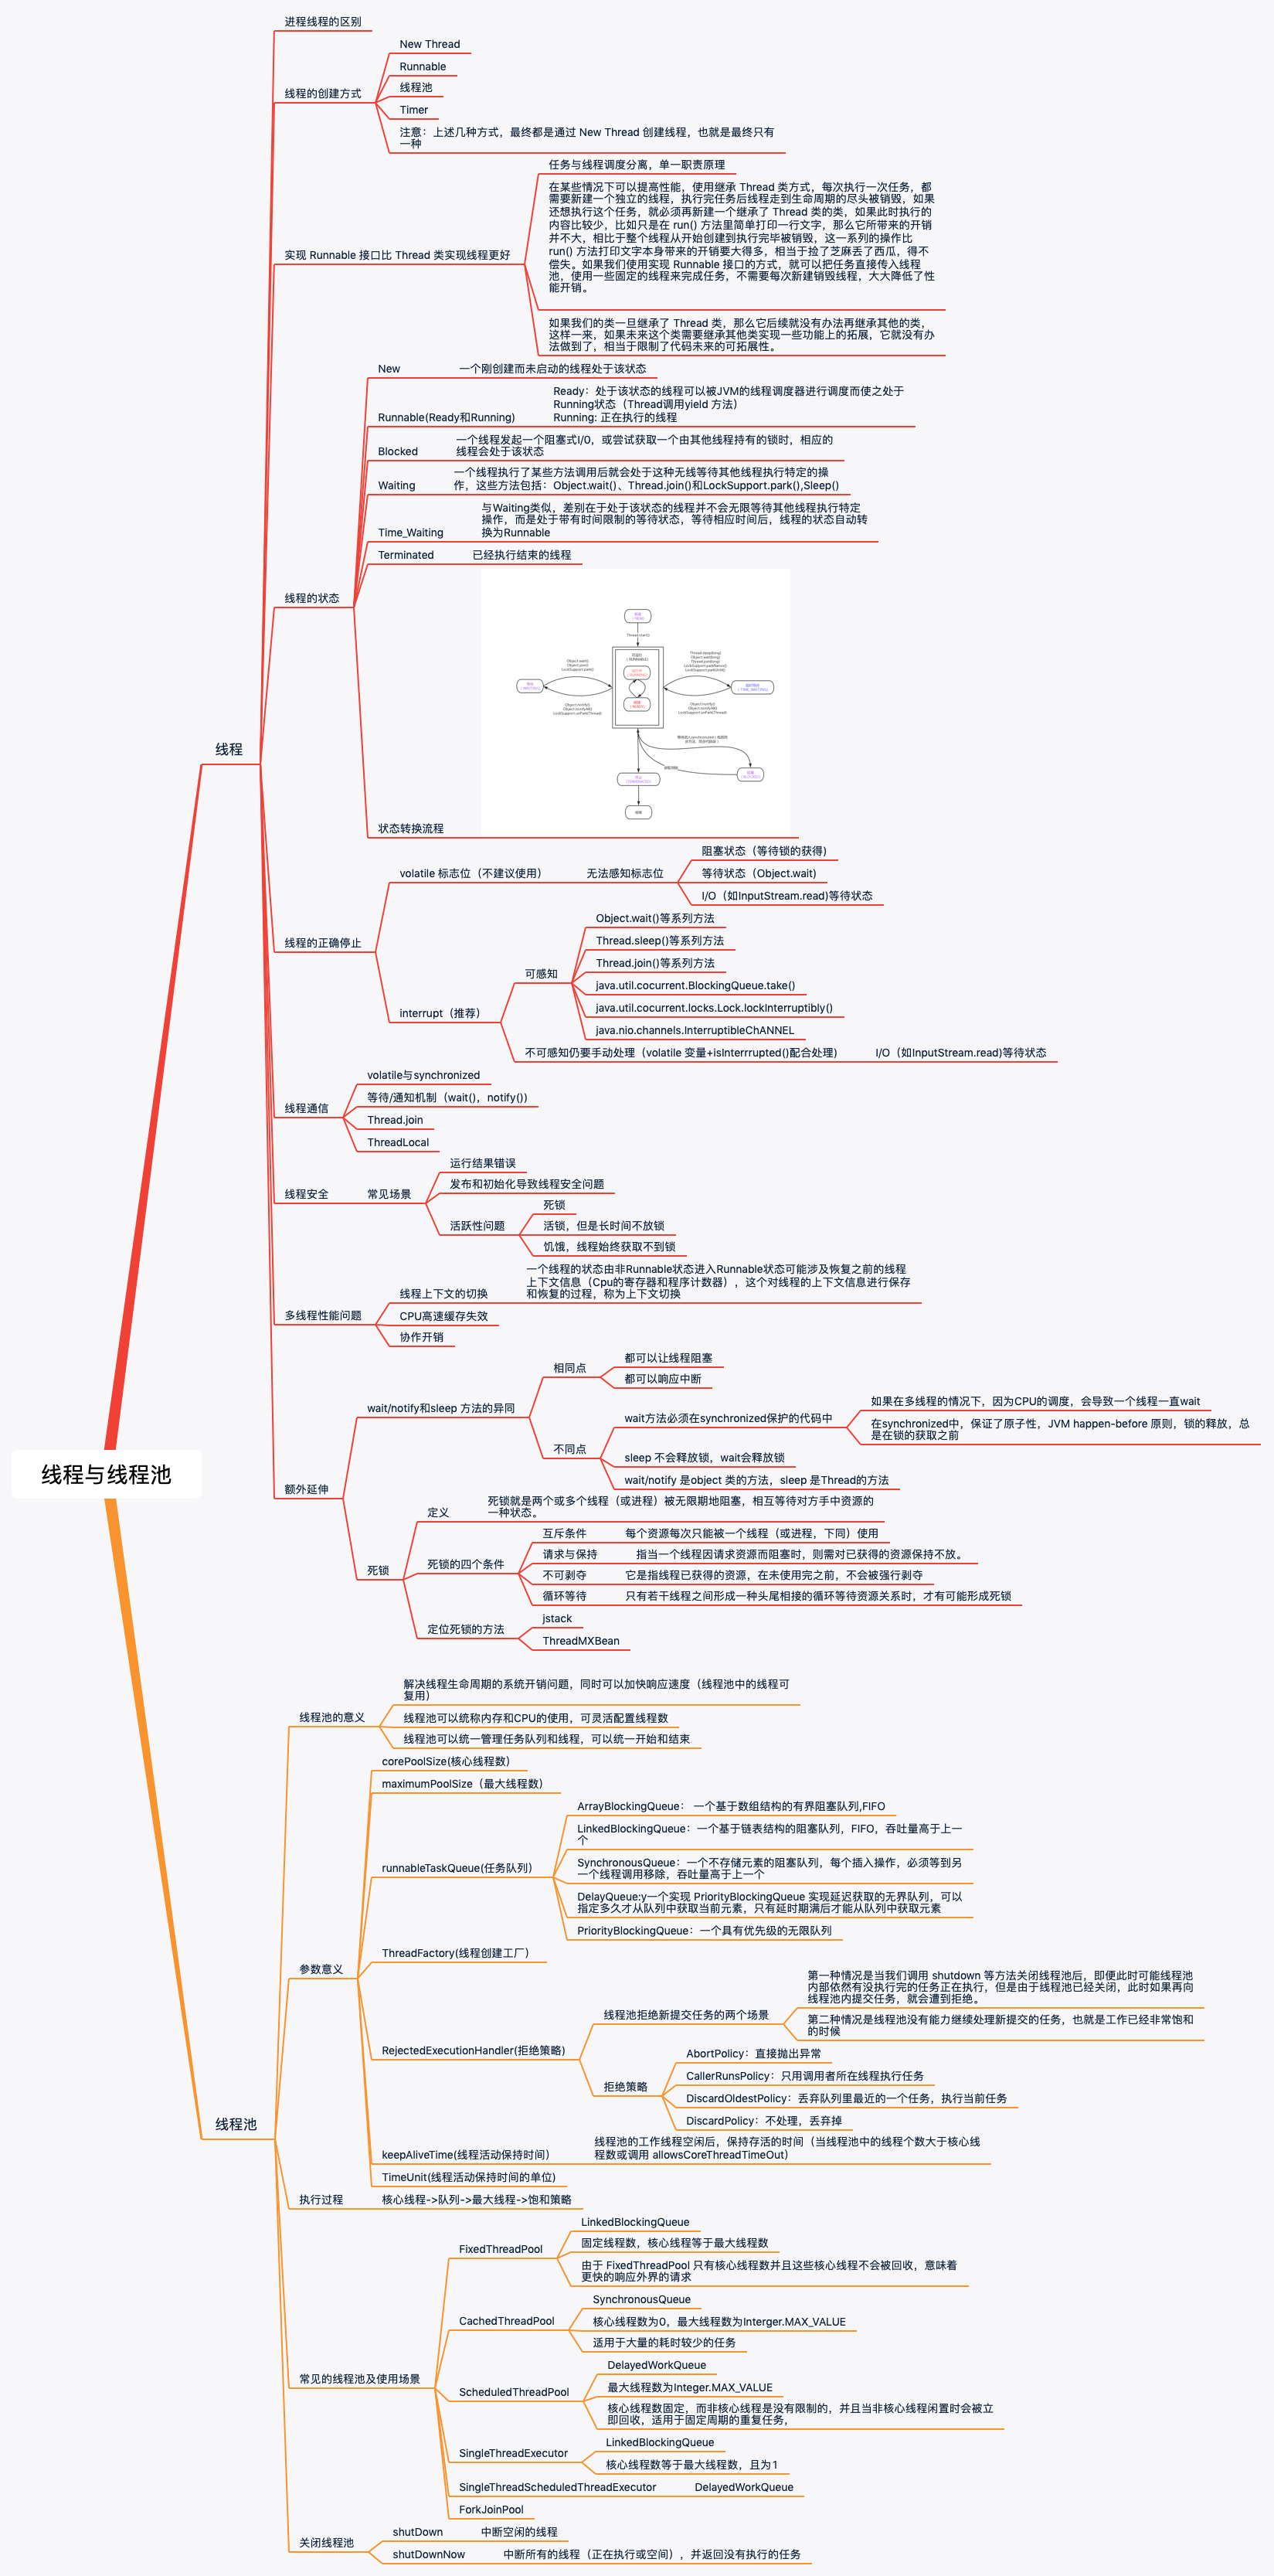 进程线程的区别
New Thread
Runnable
线程的创建方式
线程池
Timer
注意：上述几种方式，最终都是通过 New Thread 创建线程，也就是最终只有
一种
任务与线程调度分离，单一职责原理
在某些情况下可以提高性能，使用继承 Thread 类方式，每次执行一次任务，都
需要新建一个独立的线程，执行完任务后线程走到生命周期的尽头被销毁，如果
还想执行这个任务，就必须再新建一个继承了 Thread 类的类，如果此时执行的
内容比较少，比如只是在 run() 方法里简单打印一行文字，那么它所带来的开销
并不大，相比于整个线程从开始创建到执行完毕被销毁，这一系列的操作比
run() 方法打印文字本身带来的开销要大得多，相当于捡了芝麻丢了西瓜，得不
偿失。如果我们使用实现 Runnable 接口的方式，就可以把任务直接传入线程
池，使用一些固定的线程来完成任务，不需要每次新建销毁线程，大大降低了性
能开销。
实现 Runnable 接口比 Thread 类实现线程更好
如果我们的类一旦继承了 Thread 类，那么它后续就没有办法再继承其他的类，
这样一来，如果未来这个类需要继承其他类实现一些功能上的拓展，它就没有办
法做到了，相当于限制了代码未来的可拓展性。
New
一个刚创建而未启动的线程处于该状态
Runnable(Ready和Running)
Ready：处于该状态的线程可以被JVM的线程调度器进行调度而使之处于
Running状态（Thread调用yield 方法）
Running: 正在执行的线程
Blocked
一个线程发起一个阻塞式I/0，或尝试获取一个由其他线程持有的锁时，相应的
线程会处于该状态
Waiting
一个线程执行了某些方法调用后就会处于这种无线等待其他线程执行特定的操
作，这些方法包括：Object.wait()、Thread.join()和LockSupport.park(),Sleep()
Time_Waiting
与Waiting类似，差别在于处于该状态的线程并不会无限等待其他线程执行特定
操作，而是处于带有时间限制的等待状态，等待相应时间后，线程的状态自动转
换为Runnable
Terminated
已经执行结束的线程
线程的状态
Thread.start()
（RUNNABLE）
Object.wait()
LockSupport.park()
Object.notify()
Object.notifyAll()
LockSupport.unPark(Thread)
Object.notify()
Object.notifyAll()
LockSupport.unPark(Thread)
状态转换流程
线程
volatile 标志位（不建议使用）
无法感知标志位
阻塞状态（等待锁的获得)
等待状态（Object.wait)
I/O（如InputStream.read)等待状态
线程的正确停止
interrupt（推荐）
可感知
Object.wait()等系列方法
Thread.sleep()等系列方法
Thread.join()等系列方法
java.util.cocurrent.BlockingQueue.take()
java.util.cocurrent.locks.Lock.lockInterruptibly()
java.nio.channels.InterruptibleChANNEL
不可感知仍要手动处理（volatile 变量+isInterrrupted()配合处理)
I/O（如InputStream.read)等待状态
线程通信
volatile与synchronized
等待/通知机制（wait()，notify())
Thread.join
ThreadLocal
线程安全
常见场景
运行结果错误
发布和初始化导致线程安全问题
活跃性问题
死锁
活锁，但是长时间不放锁
饥饿，线程始终获取不到锁
多线程性能问题
线程上下文的切换
一个线程的状态由非Runnable状态进入Runnable状态可能涉及恢复之前的线程
上下文信息（Cpu的寄存器和程序计数器），这个对线程的上下文信息进行保存
和恢复的过程，称为上下文切换
CPU高速缓存失效
协作开销
额外延伸
wait/notify和sleep 方法的异同
相同点
都可以让线程阻塞
都可以响应中断
不同点
wait方法必须在synchronized保护的代码中
如果在多线程的情况下，因为CPU的调度，会导致一个线程一直wait
在synchronized中，保证了原子性，JVM happen-before 原则，锁的释放，总
是在锁的获取之前
sleep 不会释放锁，wait会释放锁
wait/notify 是object 类的方法，sleep 是Thread的方法
死锁
定义
死锁就是两个或多个线程（或进程）被无限期地阻塞，相互等待对方手中资源的
一种状态。
死锁的四个条件
互斥条件
每个资源每次只能被一个线程（或进程，下同）使用
请求与保持
指当一个线程因请求资源而阻塞时，则需对已获得的资源保持不放。
不可剥夺
它是指线程已获得的资源，在未使用完之前，不会被强行剥夺
循环等待
只有若干线程之间形成一种头尾相接的循环等待资源关系时，才有可能形成死锁
定位死锁的方法
jstack
ThreadMXBean
线程与线程池
线程池
线程池的意义
解决线程生命周期的系统开销问题，同时可以加快响应速度（线程池中的线程可
复用）
线程池可以统称内存和CPU的使用，可灵活配置线程数
线程池可以统一管理任务队列和线程，可以统一开始和结束
参数意义
corePoolSize(核心线程数）
maximumPoolSize（最大线程数）
runnableTaskQueue(任务队列）
ArrayBlockingQueue： 一个基于数组结构的有界阻塞队列,FIFO
LinkedBlockingQueue：一个基于链表结构的阻塞队列，FIFO，吞吐量高于上一
个
SynchronousQueue：一个不存储元素的阻塞队列，每个插入操作，必须等到另
一个线程调用移除，吞吐量高于上一个
DelayQueue:y一个实现 PriorityBlockingQueue 实现延迟获取的无界队列，可以
指定多久才从队列中获取当前元素，只有延时期满后才能从队列中获取元素
PriorityBlockingQueue：一个具有优先级的无限队列
ThreadFactory(线程创建工厂）
RejectedExecutionHandler(拒绝策略)
线程池拒绝新提交任务的两个场景
第一种情况是当我们调用 shutdown 等方法关闭线程池后，即便此时可能线程池
内部依然有没执行完的任务正在执行，但是由于线程池已经关闭，此时如果再向
线程池内提交任务，就会遭到拒绝。
第二种情况是线程池没有能力继续处理新提交的任务，也就是工作已经非常饱和
的时候
拒绝策略
AbortPolicy：直接抛出异常
CallerRunsPolicy：只用调用者所在线程执行任务
DiscardOldestPolicy：丢弃队列里最近的一个任务，执行当前任务
DiscardPolicy：不处理，丢弃掉
keepAliveTime(线程活动保持时间）
线程池的工作线程空闲后，保持存活的时间（当线程池中的线程个数大于核心线
程数或调用 allowsCoreThreadTimeOut)
TimeUnit(线程活动保持时间的单位)
执行过程
核心线程->队列->最大线程->饱和策略
常见的线程池及使用场景
FixedThreadPool
LinkedBlockingQueue
固定线程数，核心线程等于最大线程数
由于 FixedThreadPool 只有核心线程数并且这些核心线程不会被回收，意味着
更快的响应外界的请求
CachedThreadPool
SynchronousQueue
核心线程数为0，最大线程数为Interger.MAX_VALUE
适用于大量的耗时较少的任务
ScheduledThreadPool
DelayedWorkQueue
最大线程数为Integer.MAX_VALUE
核心线程数固定，而非核心线程是没有限制的，并且当非核心线程闲置时会被立
即回收，适用于固定周期的重复任务，
SingleThreadExecutor
LinkedBlockingQueue
核心线程数等于最大线程数，且为1
SingleThreadScheduledThreadExecutor
DelayedWorkQueue
ForkJoinPool
关闭线程池
shutDown
中断空闲的线程
shutDownNow
中断所有的线程（正在执行或空间），并返回没有执行的任务